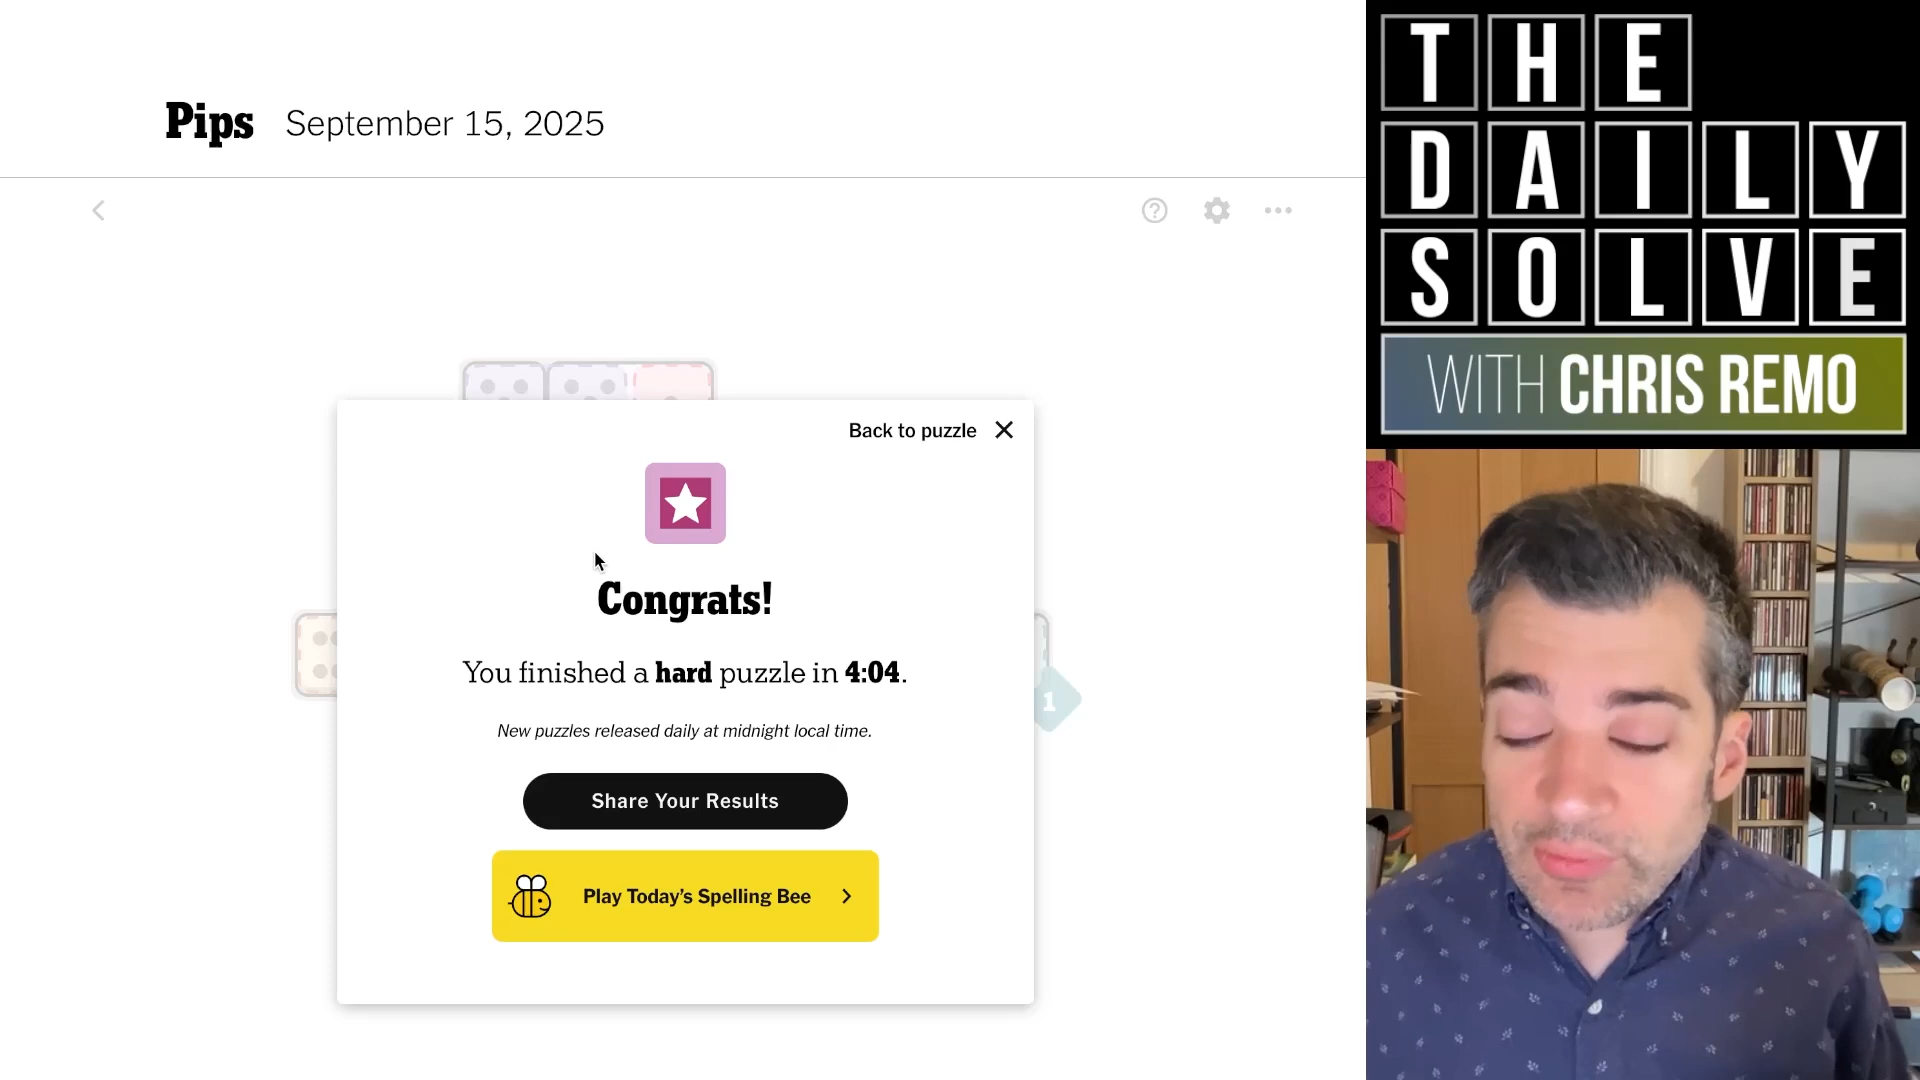 Pips September 15, 2025
Back to puzzle
Congrats!
You finished a hard puzzle in 4:04.
New puzzles released daily at midnight local time.
Share Your Results
Play Today's Spelling Bee
1
THE
DAILY
SOLVE
WITH CHRIS REMO